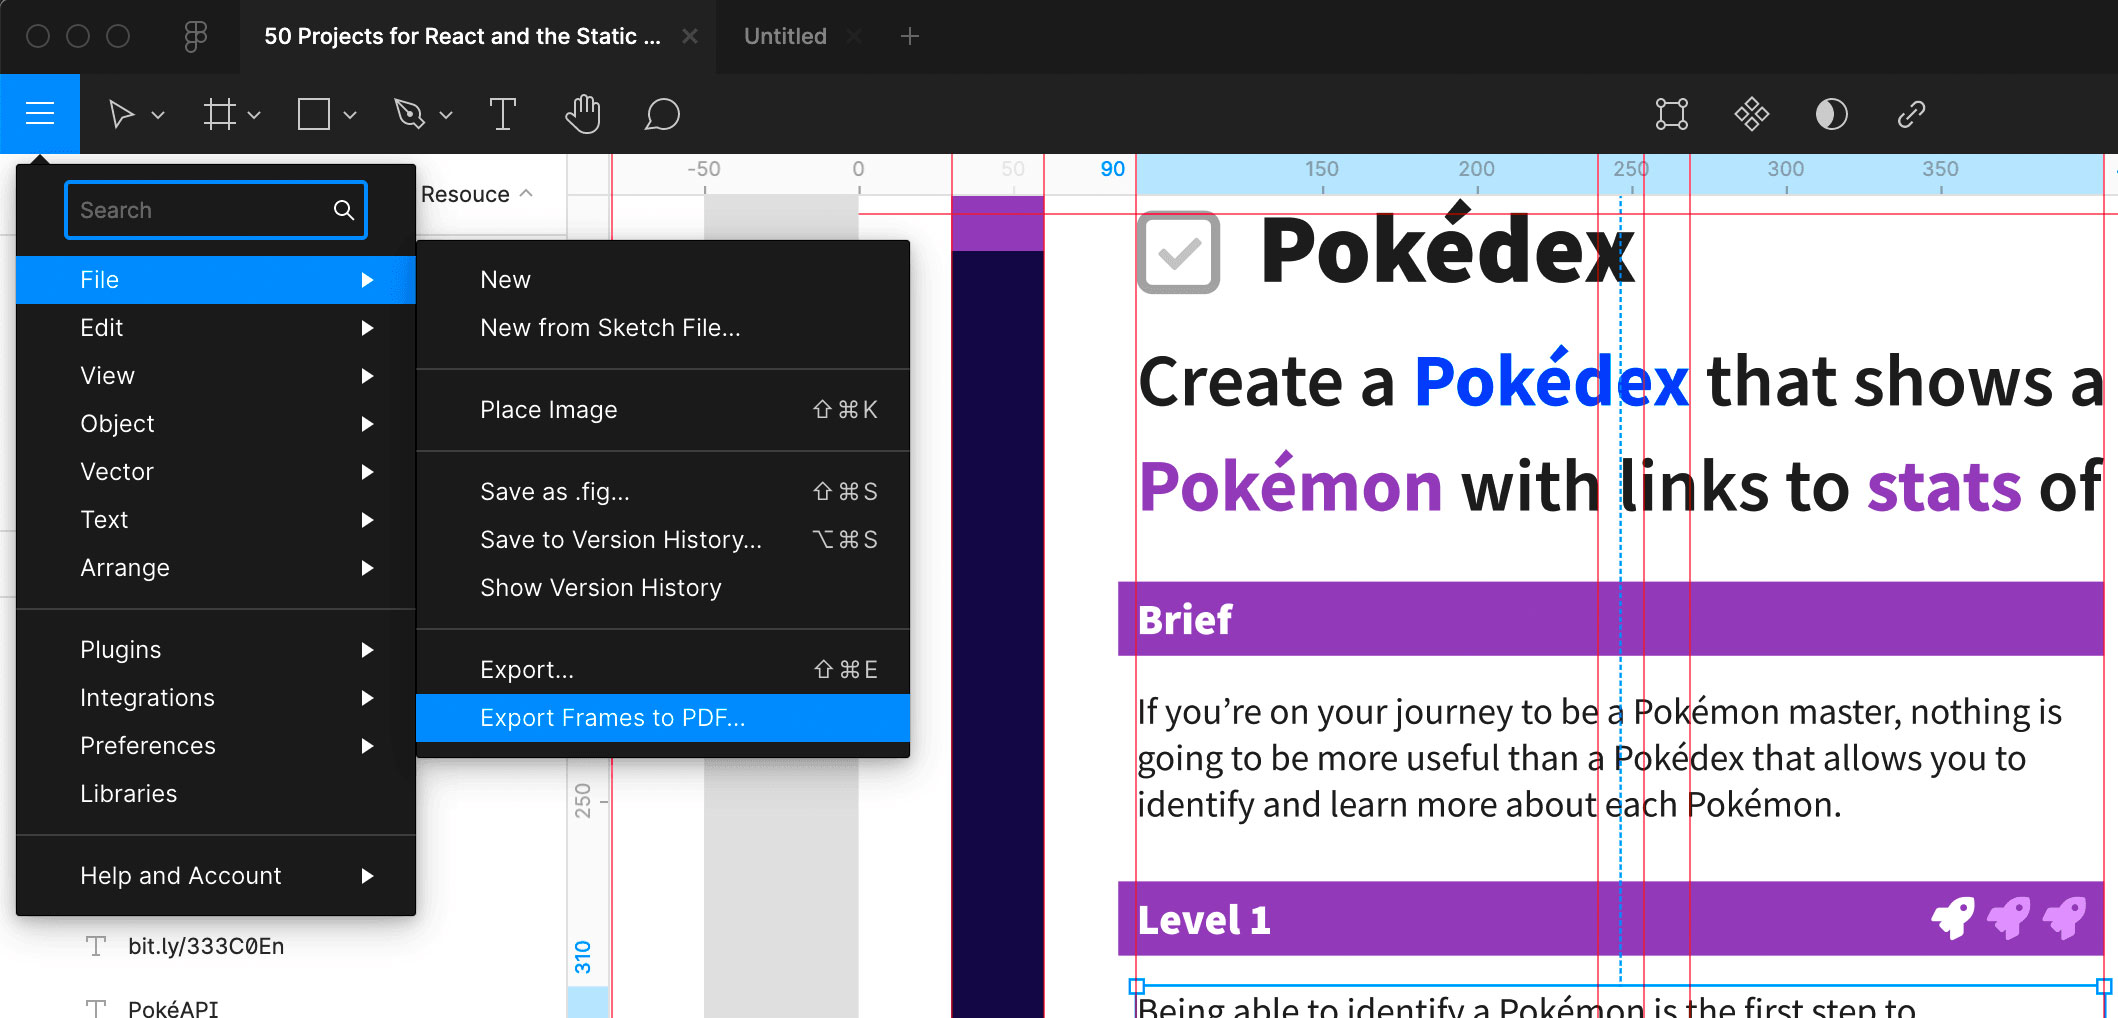 50 Projects for React and the Static ...
Untitled
Resouce
-50 0 50 90 150 200 250 300 350
Search
File
Edit
View
Object
Vector
Text
Arrange
Plugins
Integrations
Preferences
Libraries
Help and Account
New
New from Sketch File...
Place Image ⇧⌘K
Save as .fig... ⇧⌘S
Save to Version History... ⌥⌘S
Show Version History
Export... ⇧⌘E
Export Frames to PDF...
bit.ly/333C0En
PokéAPI
250
310
Pokédex
Create a Pokédex that shows a
Pokémon with links to stats of
Brief
If you’re on your journey to be a Pokémon master, nothing is
going to be more useful than a Pokédex that allows you to
identify and learn more about each Pokémon.
Level 1
Being able to identify a Pokémon is the first step to